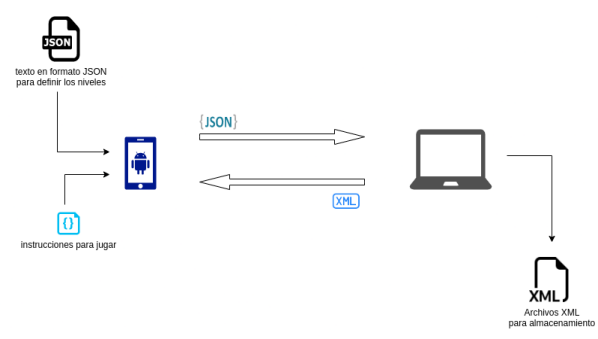 JSON
texto en formato JSON
para definir los niveles
{JSON}
XML
{}
instrucciones para jugar
XML
Archivos XML
para almacenamiento